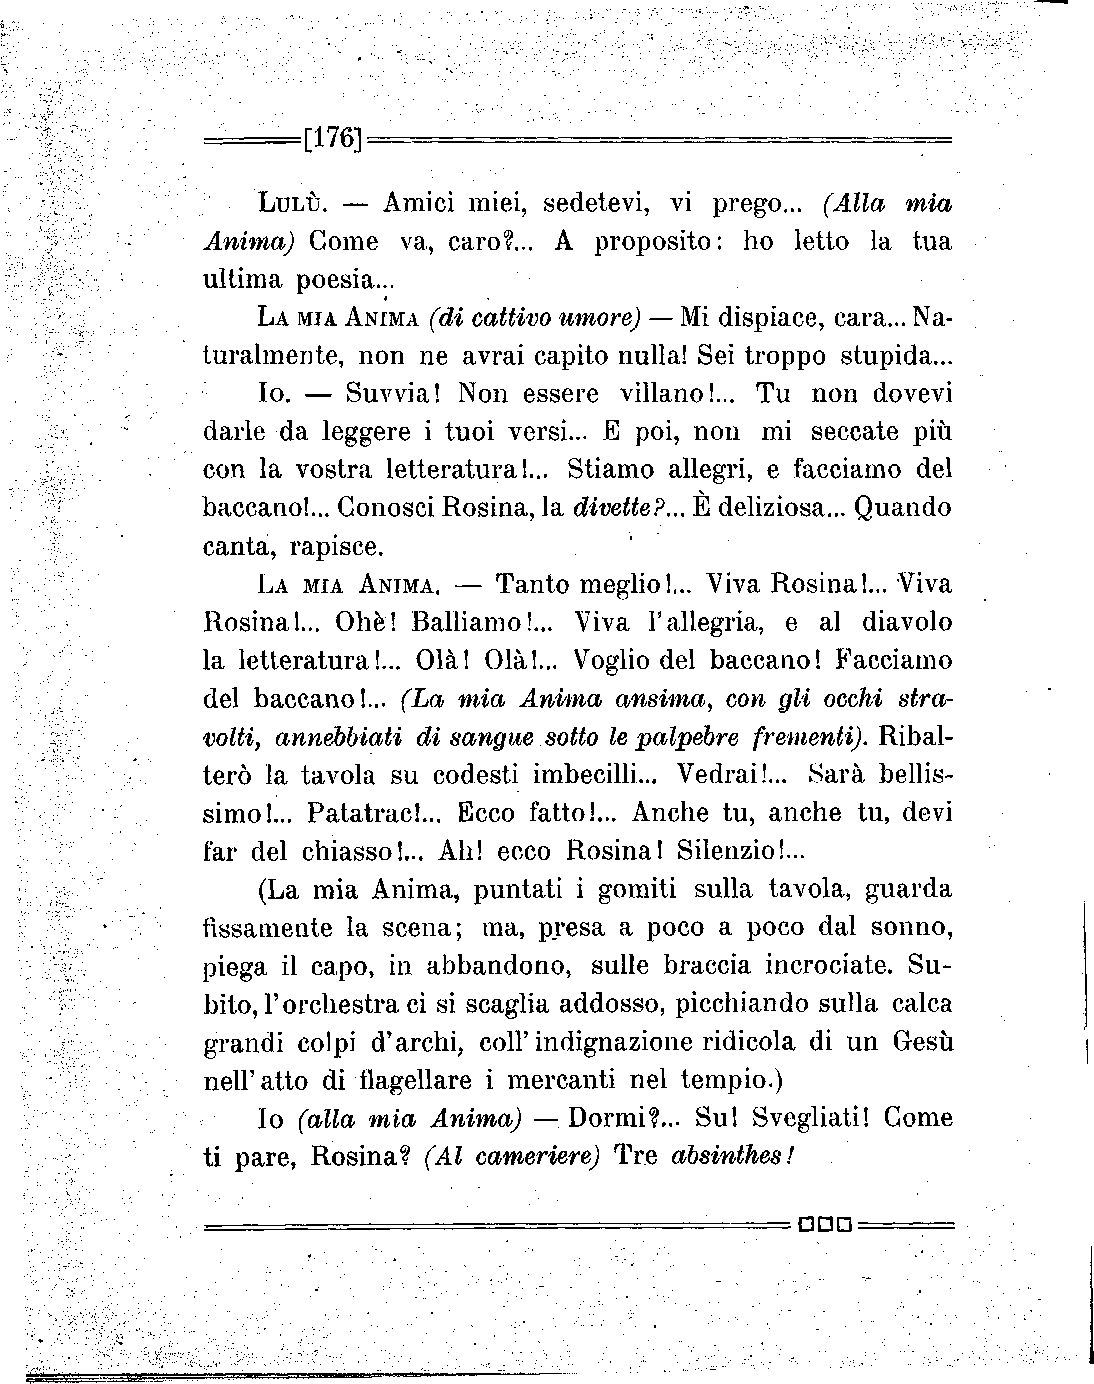 [176]
LULÙ. — Amici miei, sedetevi, vi prego... (Alla mia
Anima) Come va, caro?... A proposito: ho letto la tua
ultima poesia...
LA MIA ANIMA (di cattivo umore) — Mi dispiace, cara... Na-
turalmente, non ne avrai capito nulla! Sei troppo stupida...
IO. — Suvvia! Non essere villano!... Tu non dovevi
darle da leggere i tuoi versi... E poi, non mi seccate più
con la vostra letteratura!... Stiamo allegri, e facciamo del
baccano!... Conosci Rosina, la divette?... È deliziosa... Quando
canta, rapisce.
LA MIA ANIMA. — Tanto meglio!... Viva Rosina!... Viva
Rosina!... Ohè! Balliamo!... Viva l'allegria, e al diavolo
la letteratura!... Olà! Olà!... Voglio del baccano! Facciamo
del baccano!... (La mia Anima ansima, con gli occhi stra-
volti, annebbiati di sangue sotto le palpebre frementi). Ribal-
terò la tavola su codesti imbecilli... Vedrai!... Sarà bellis-
simo!... Patatrac!... Ecco fatto!... Anche tu, anche tu, devi
far del chiasso!... Ah! ecco Rosina! Silenzio!...
(La mia Anima, puntati i gomiti sulla tavola, guarda
fissamente la scena; ma, presa a poco a poco dal sonno,
piega il capo, in abbandono, sulle braccia incrociate. Su-
bito, l'orchestra ci si scaglia addosso, picchiando sulla calca
grandi colpi d'archi, coll'indignazione ridicola di un Gesù
nell'atto di flagellare i mercanti nel tempio.)
IO (alla mia Anima) — Dormi?... Su! Svegliati! Come
ti pare, Rosina? (Al cameriere) Tre absinthes!